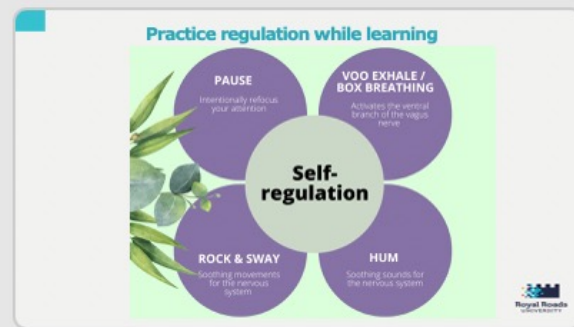 Practice regulation while learning
PAUSE
Intentionally refocus
your attention
VOO EXHALE /
BOX BREATHING
Activates the ventral
branch of the vagus
nerve
Self-
regulation
ROCK & SWAY
Soothing movements
for the nervous
system
HUM
Soothing sounds for
the nervous system
Royal Roads
UNIVERSITY